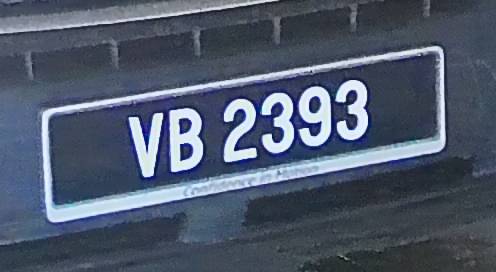 VB 2393
Confidence in Motion